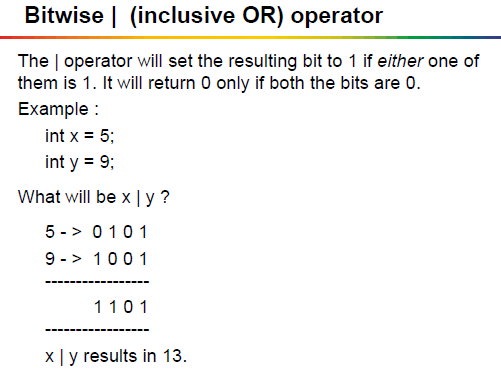 Bitwise | (inclusive OR) operator
The | operator will set the resulting bit to 1 if either one of
them is 1. It will return 0 only if both the bits are 0.
Example :
int x = 5;
int y = 9;
What will be x | y ?
5 - > 0 1 0 1
9 - > 1 0 0 1
------------------
1 1 0 1
------------------
x | y results in 13.